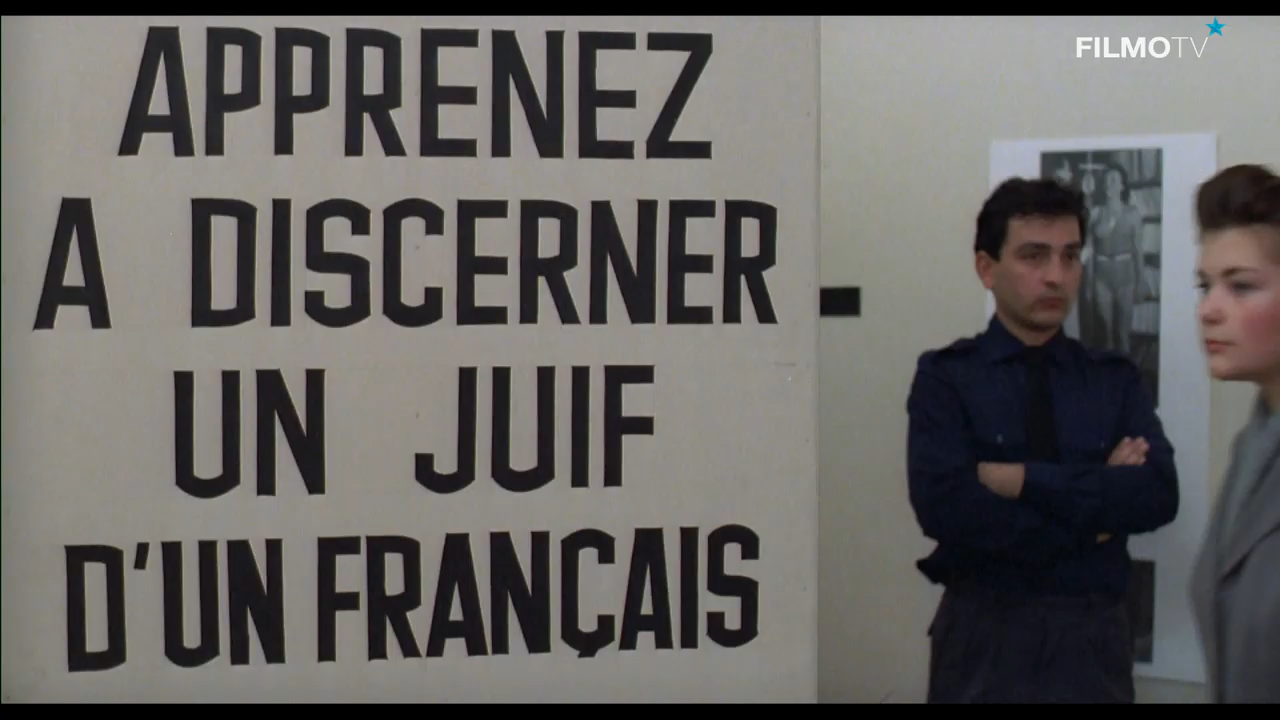 APPRENEZ
A DISCERNER
UN JUIF
D'UN FRANÇAIS
FILMOTV